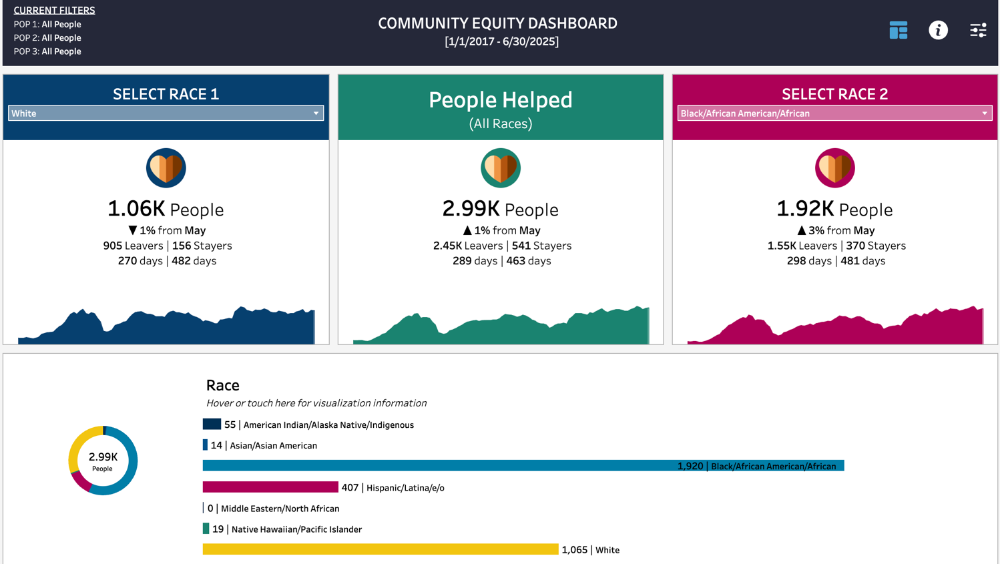 CURRENT FILTERS
POP 1: All People
POP 2: All People
POP 3: All People
COMMUNITY EQUITY DASHBOARD
[1/1/2017 - 6/30/2025]
i
SELECT RACE 1
White
1.06K People
▼ 1% from May
905 Leavers | 156 Stayers
270 days | 482 days
People Helped
(All Races)
2.99K People
▲ 1% from May
2.45K Leavers | 541 Stayers
289 days | 463 days
SELECT RACE 2
Black/African American/African
1.92K People
▲ 3% from May
1.55K Leavers | 370 Stayers
298 days | 481 days
2.99K
People
Race
Hover or touch here for visualization information
55 | American Indian/Alaska Native/Indigenous
14 | Asian/Asian American
1,920 | Black/African American/African
407 | Hispanic/Latina/e/o
0 | Middle Eastern/North African
19 | Native Hawaiian/Pacific Islander
1,065 | White